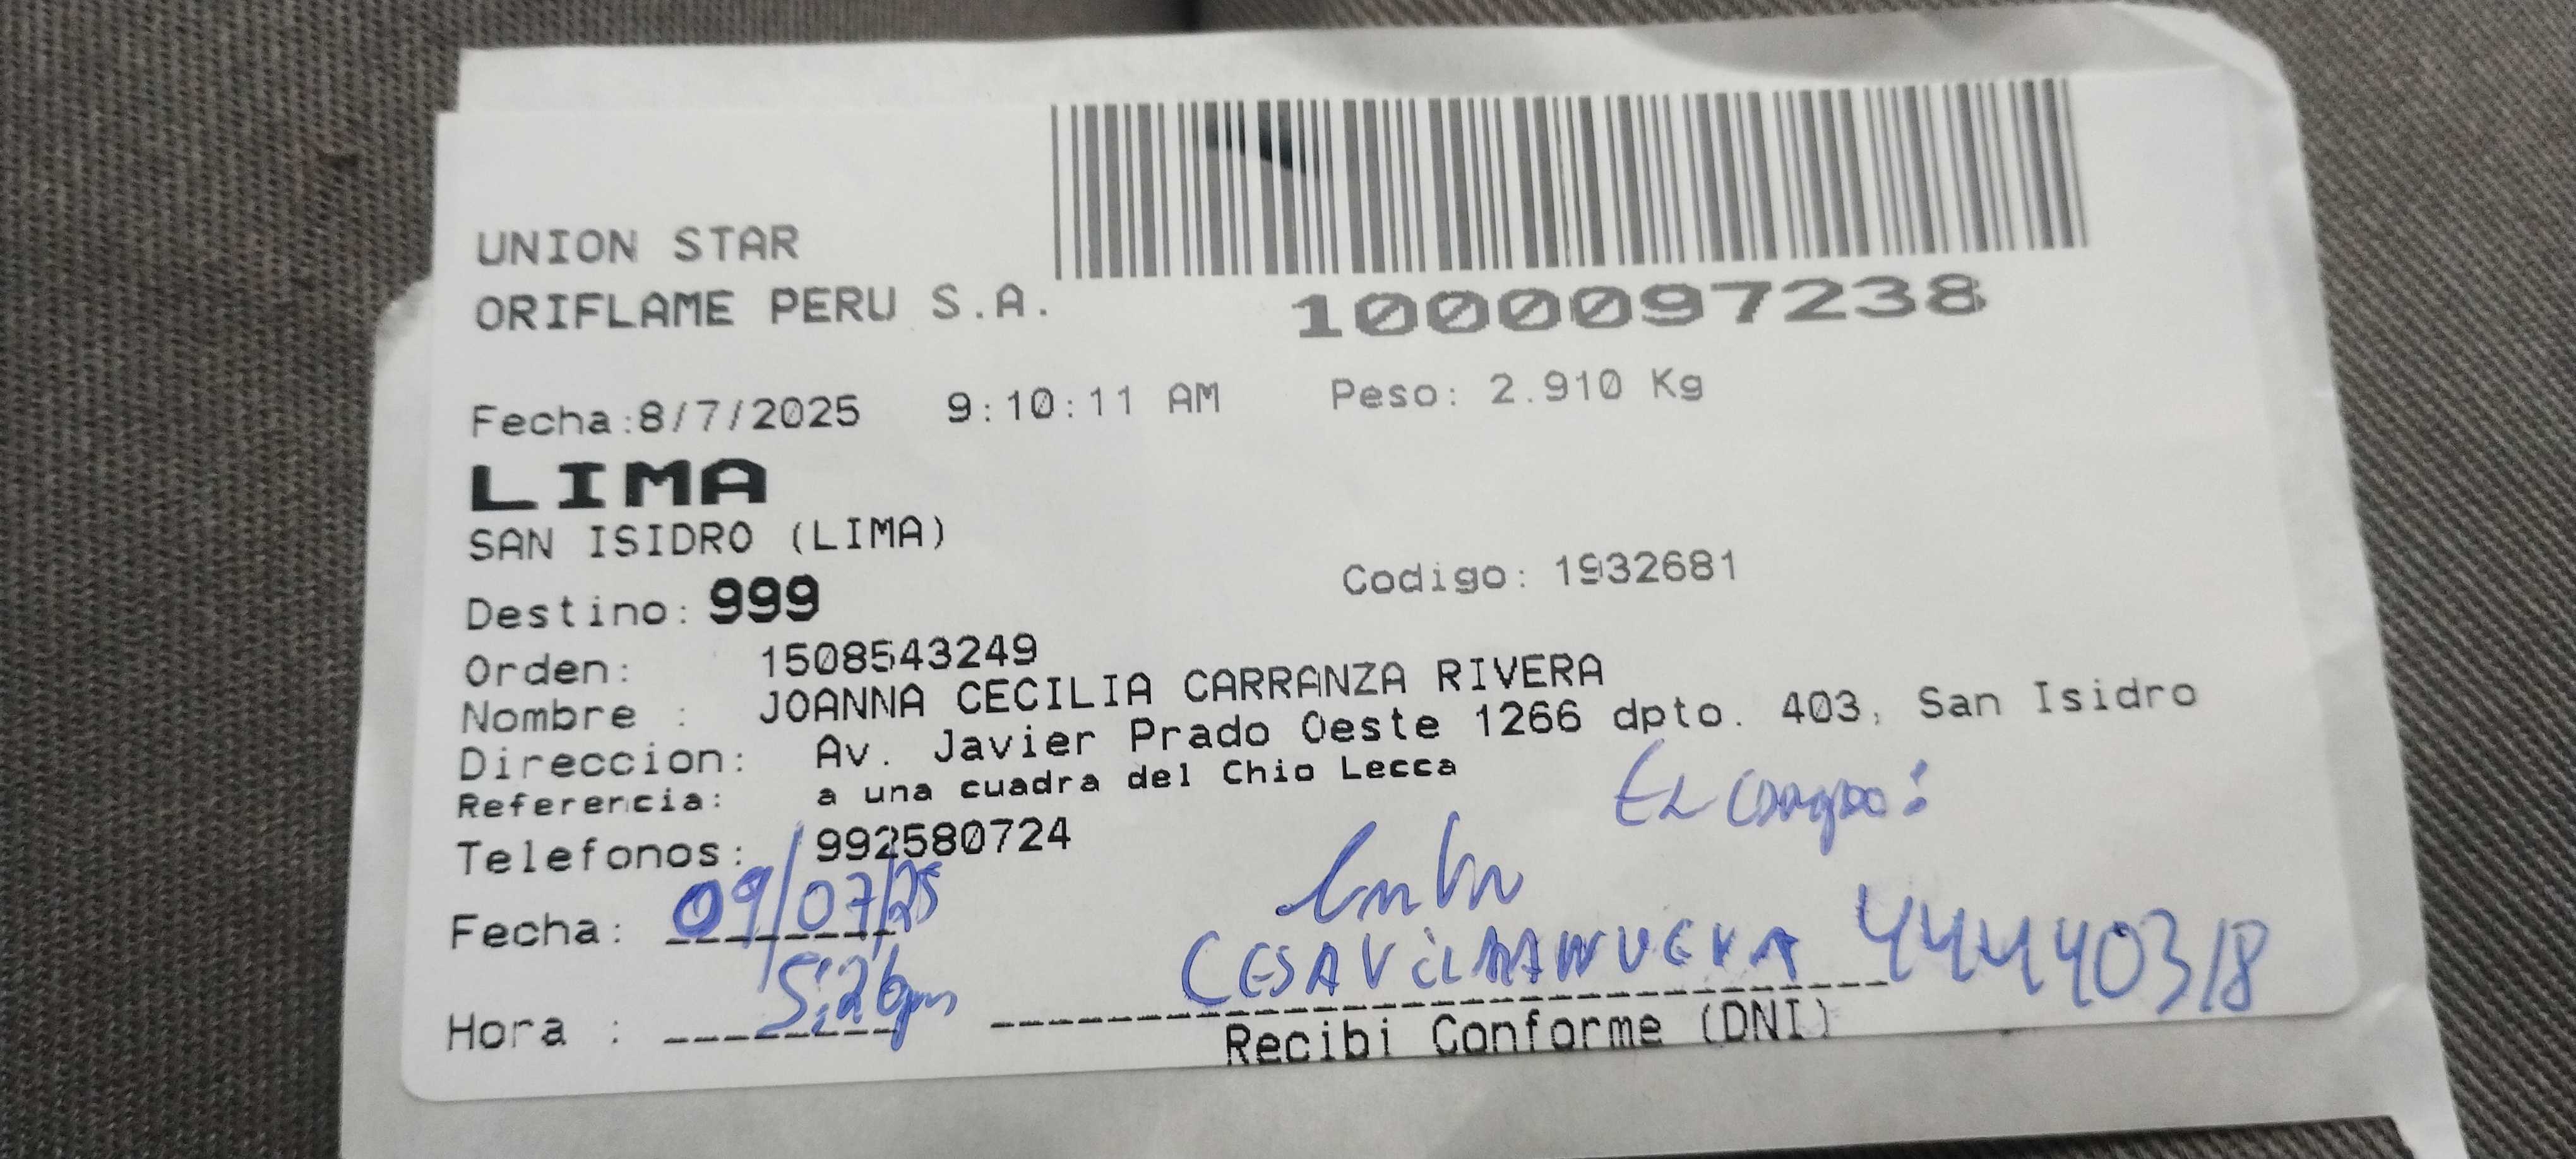 UNION STAR
ORIFLAME PERU S.A.
1000097238
Fecha:8/7/2025 9:10:11 AM Peso: 2.910 Kg
LIMA
SAN ISIDRO (LIMA)
Destino: 999 Codigo: 1932681
Orden: 1508543249
Nombre : JOANNA CECILIA CARRANZA RIVERA
Direccion: Av. Javier Prado Oeste 1266 dpto. 403, San Isidro
Referencia: a una cuadra del Chio Lecca
Telefonos: 992580724
Fecha: 09/07/25
44440318
Hora : 5:26pm
Recibi Conforme (DNI)